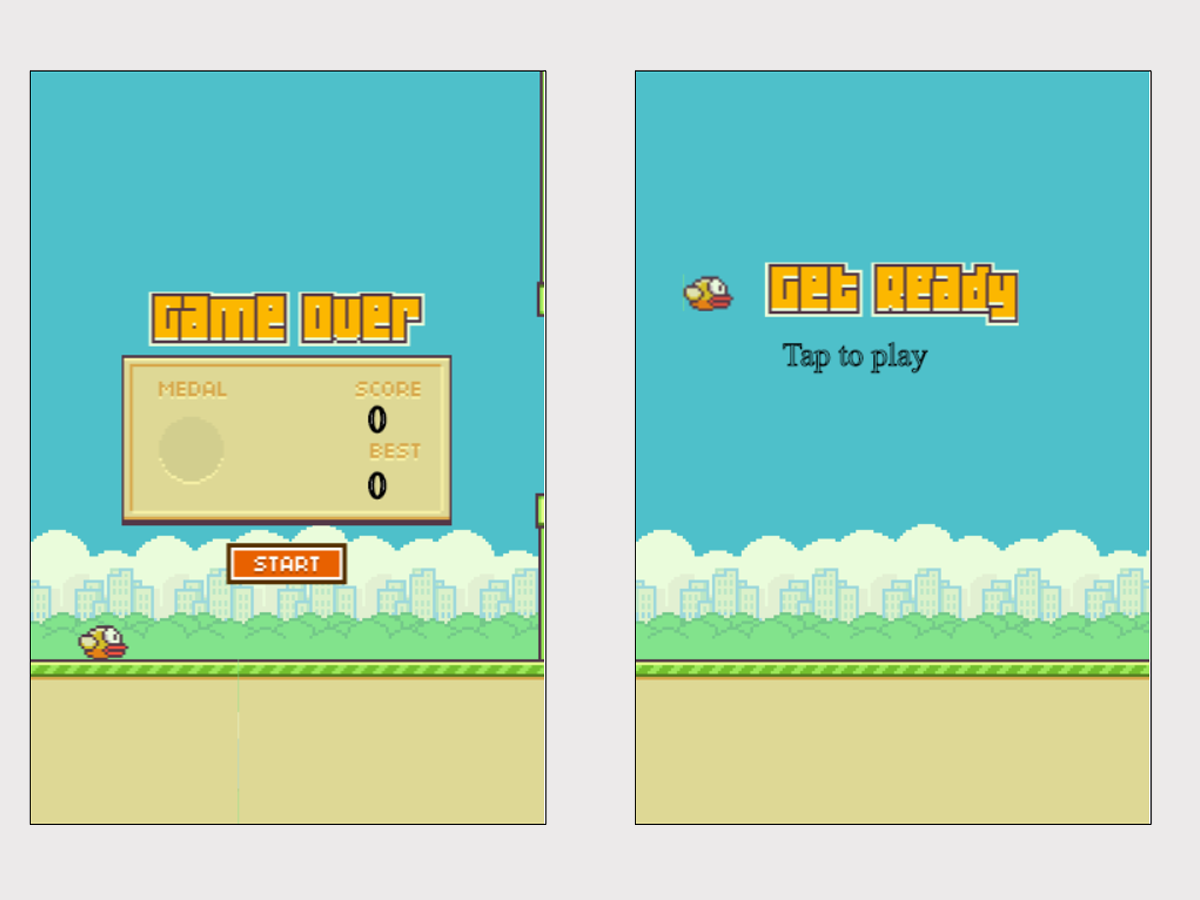 Game Over
MEDAL
SCORE
0
BEST
0
START
Get Ready
Tap to play